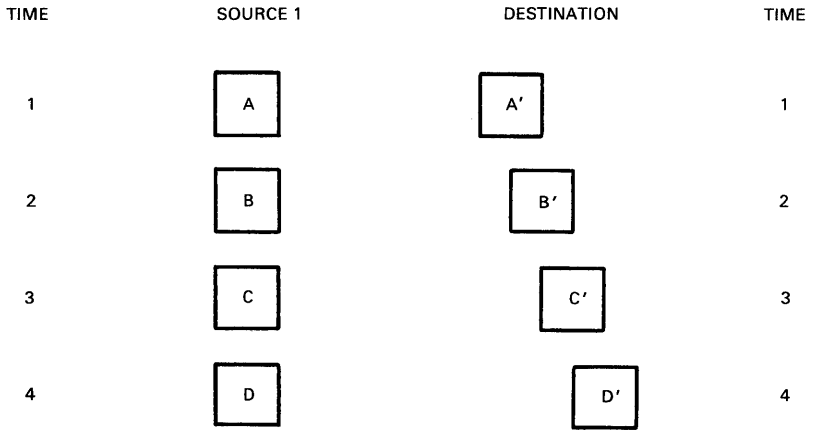 TIME SOURCE 1 DESTINATION TIME
1 A A' 1
2 B B' 2
3 C C' 3
4 D D' 4